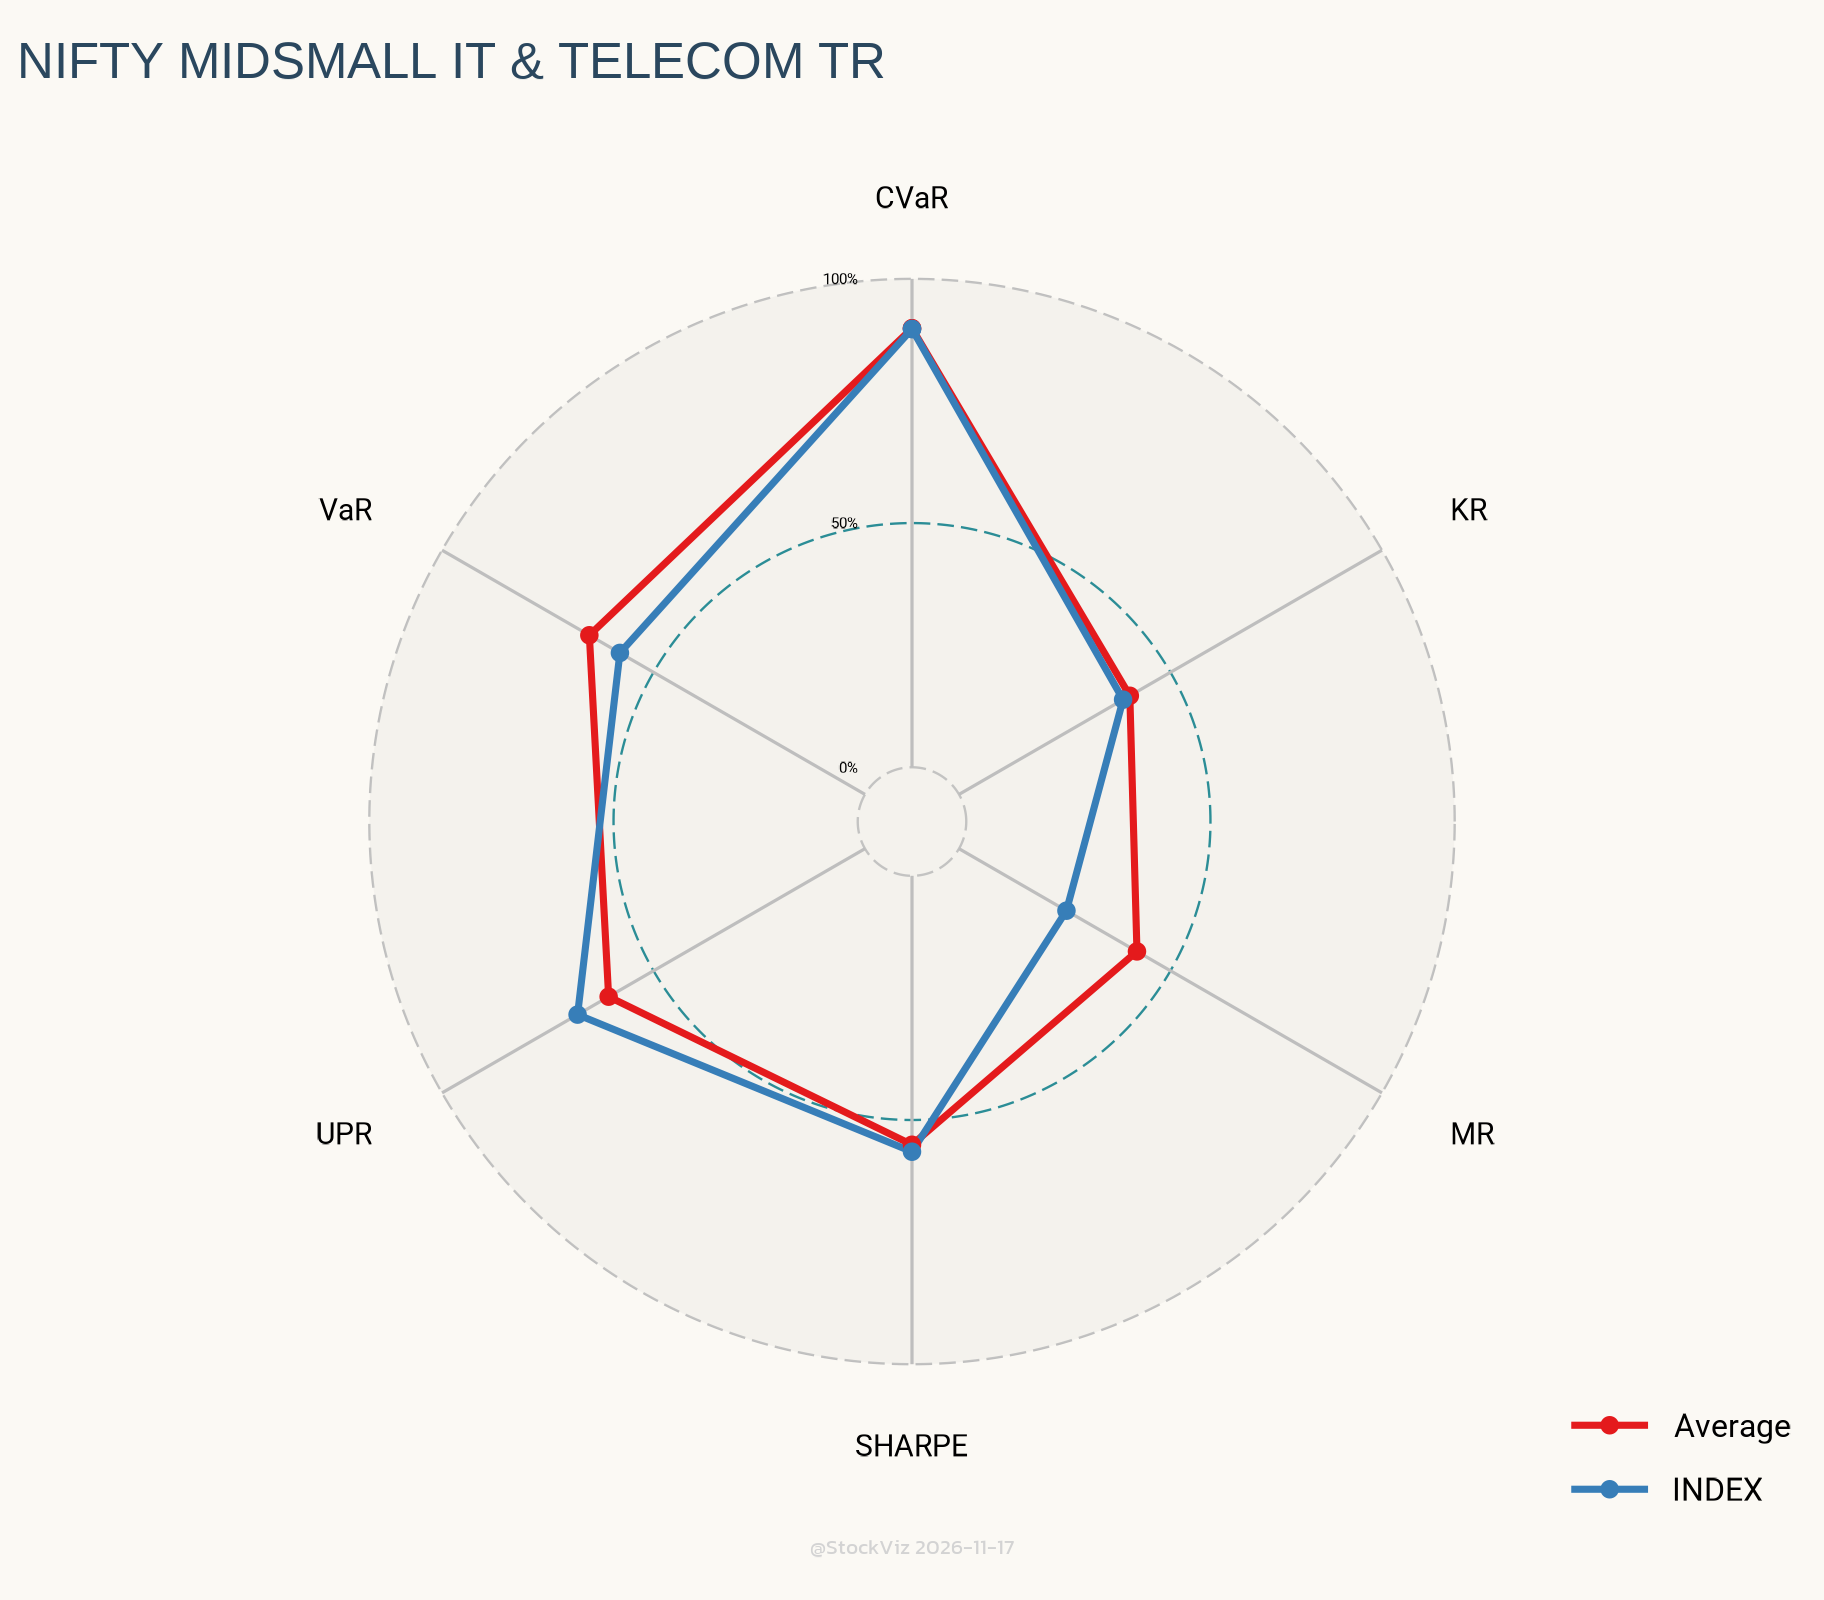 NIFTY MIDSMALL IT & TELECOM TR
CVaR
100%
VaR
KR
50%
0%
UPR
MR
SHARPE
Average
INDEX
@StockViz 2026-11-17